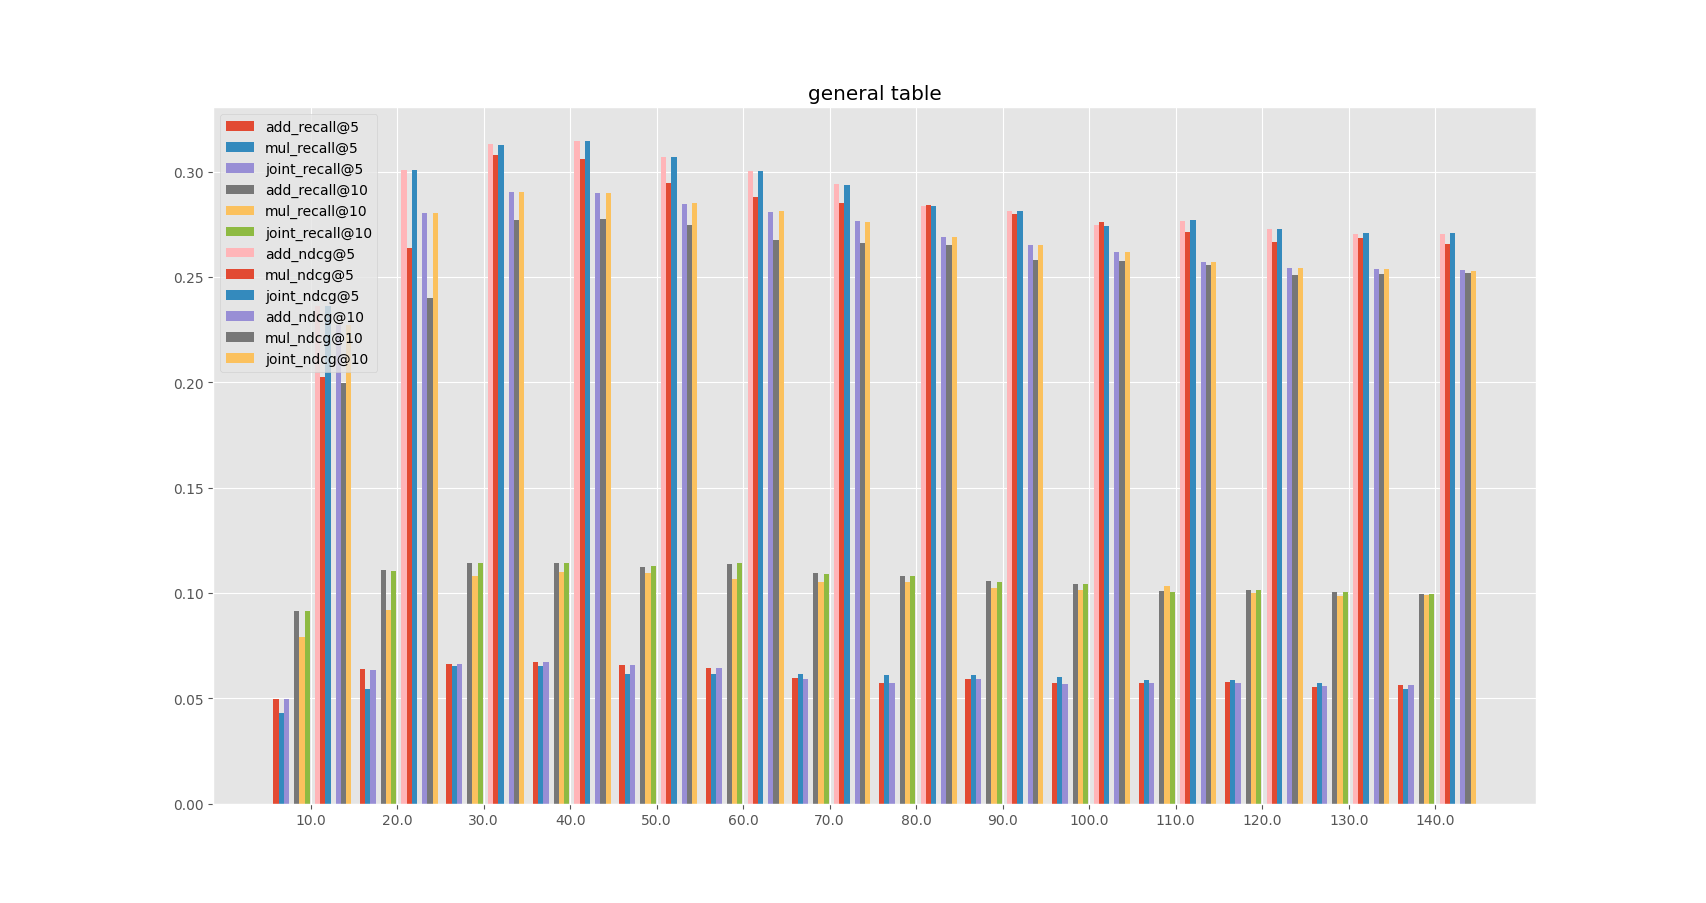 general table
add_recall@5
mul_recall@5
joint_recall@5
add_recall@10
mul_recall@10
joint_recall@10
add_ndcg@5
mul_ndcg@5
joint_ndcg@5
add_ndcg@10
mul_ndcg@10
joint_ndcg@10
0.30
0.25
0.20
0.15
0.10
0.05
0.00
10.0 20.0 30.0 40.0 50.0 60.0 70.0 80.0 90.0 100.0 110.0 120.0 130.0 140.0